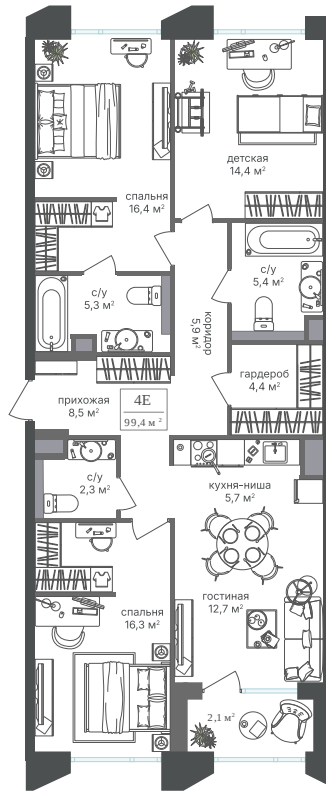 детская
14,4 м²
спальня
16,4 м²
с/у
5,4 м²
с/у
5,3 м²
коридор
5,9 м²
гардероб
4,4 м²
прихожая
8,5 м²
4Е
99,4 м²
с/у
2,3 м²
кухня-ниша
5,7 м²
гостиная
12,7 м²
спальня
16,3 м²
2,1 м²